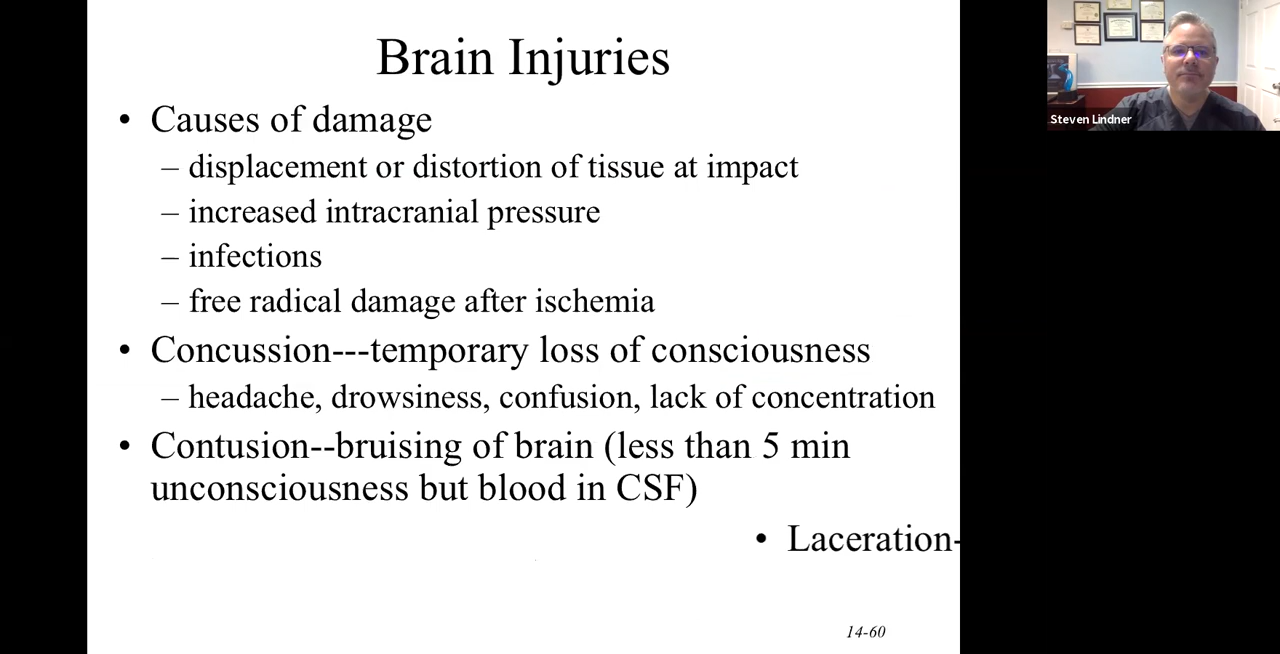 Brain Injuries
• Causes of damage
– displacement or distortion of tissue at impact
– increased intracranial pressure
– infections
– free radical damage after ischemia
• Concussion---temporary loss of consciousness
– headache, drowsiness, confusion, lack of concentration
• Contusion--bruising of brain (less than 5 min
unconsciousness but blood in CSF)
• Laceration-
14-60
Steven Lindner